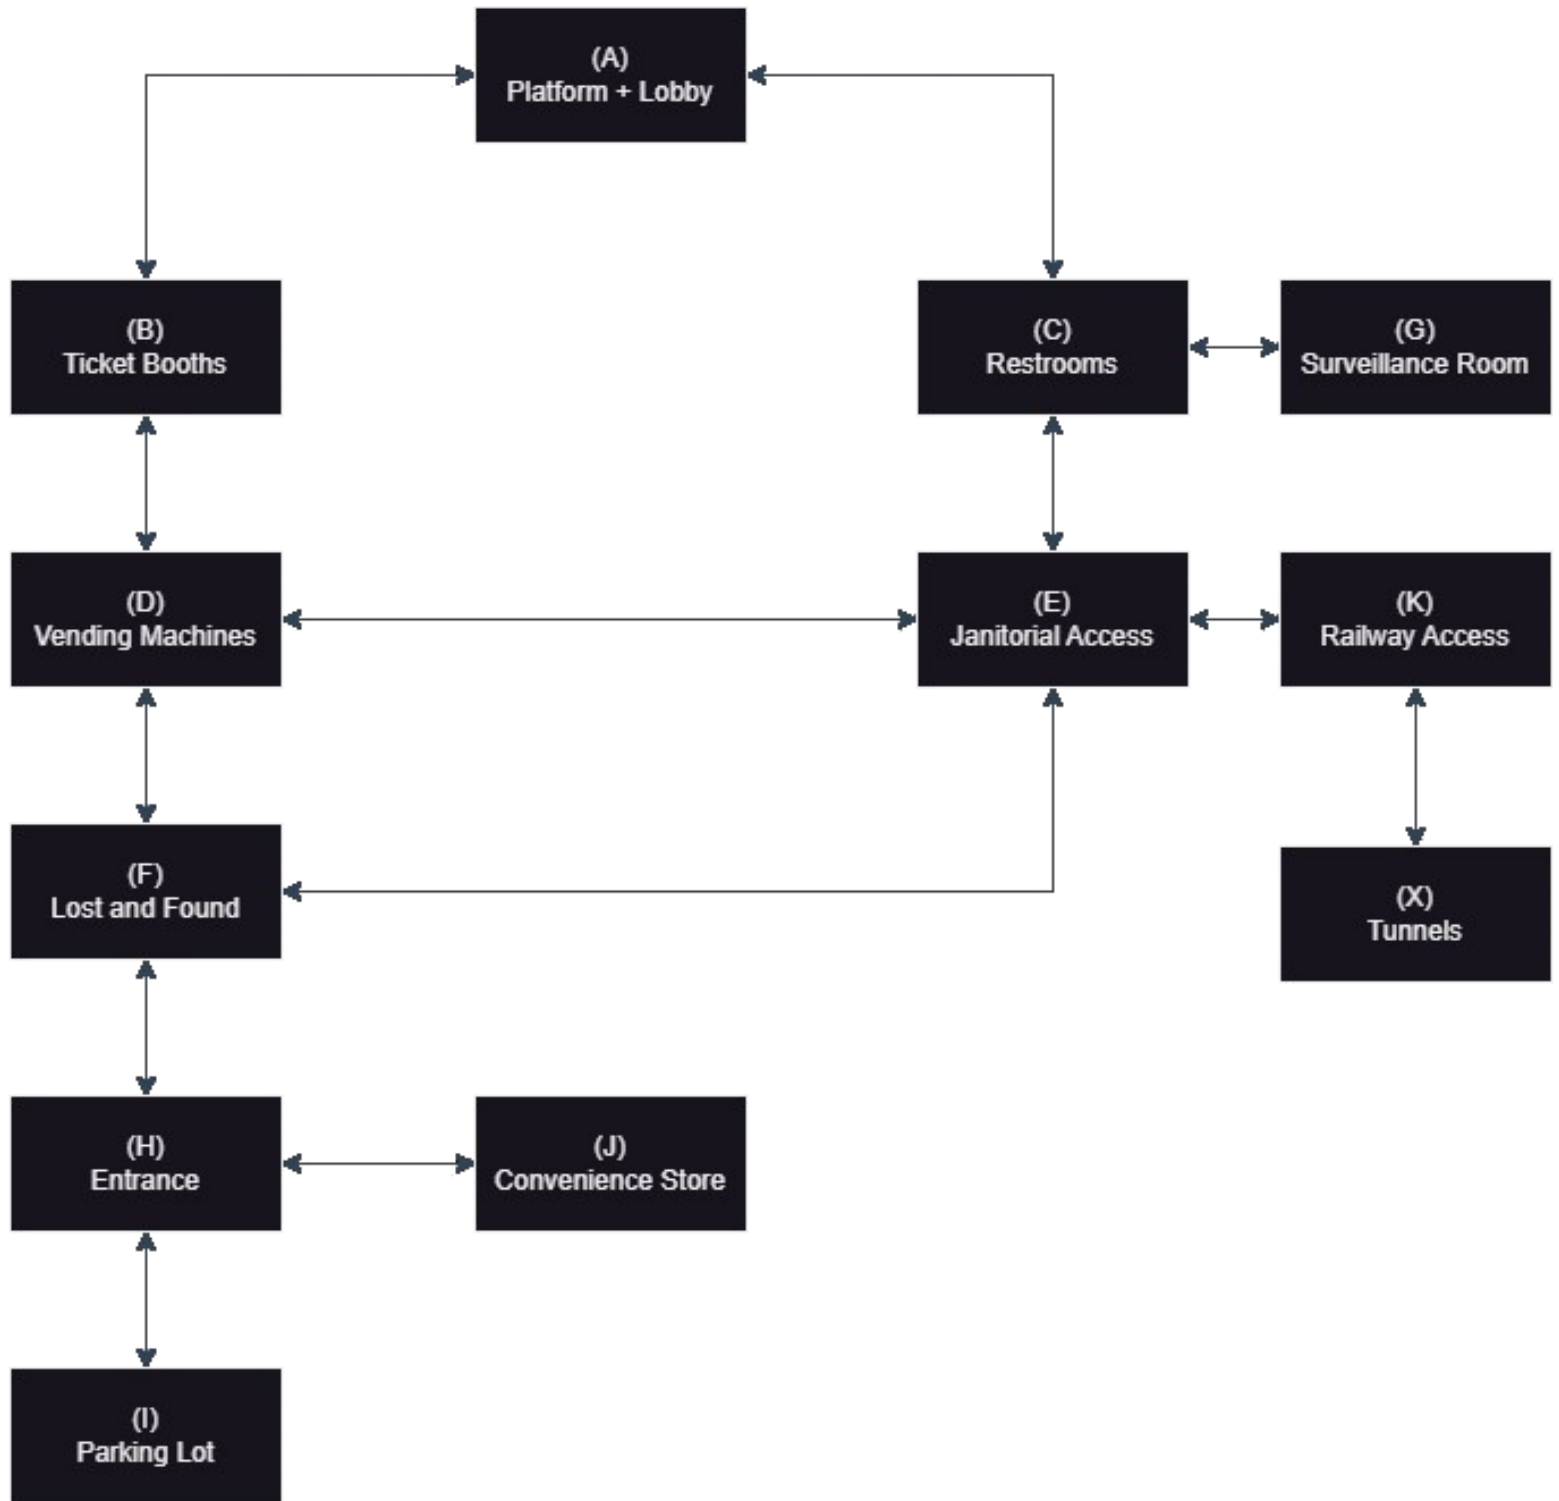 (A)
Platform + Lobby
(B)
Ticket Booths
(C)
Restrooms
(G)
Surveillance Room
(D)
Vending Machines
(E)
Janitorial Access
(K)
Railway Access
(F)
Lost and Found
(X)
Tunnels
(H)
Entrance
(J)
Convenience Store
(I)
Parking Lot